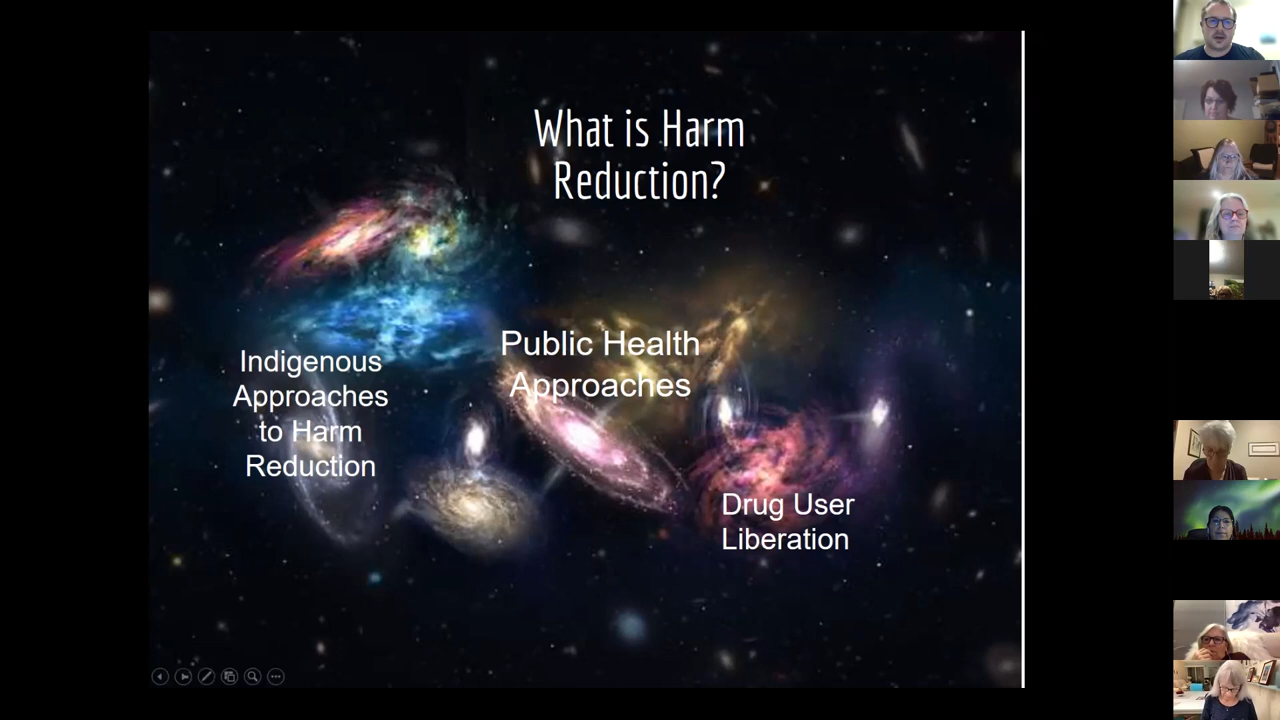 What is Harm
Reduction?
Public Health
Approaches
Indigenous
Approaches
to Harm
Reduction
Drug User
Liberation